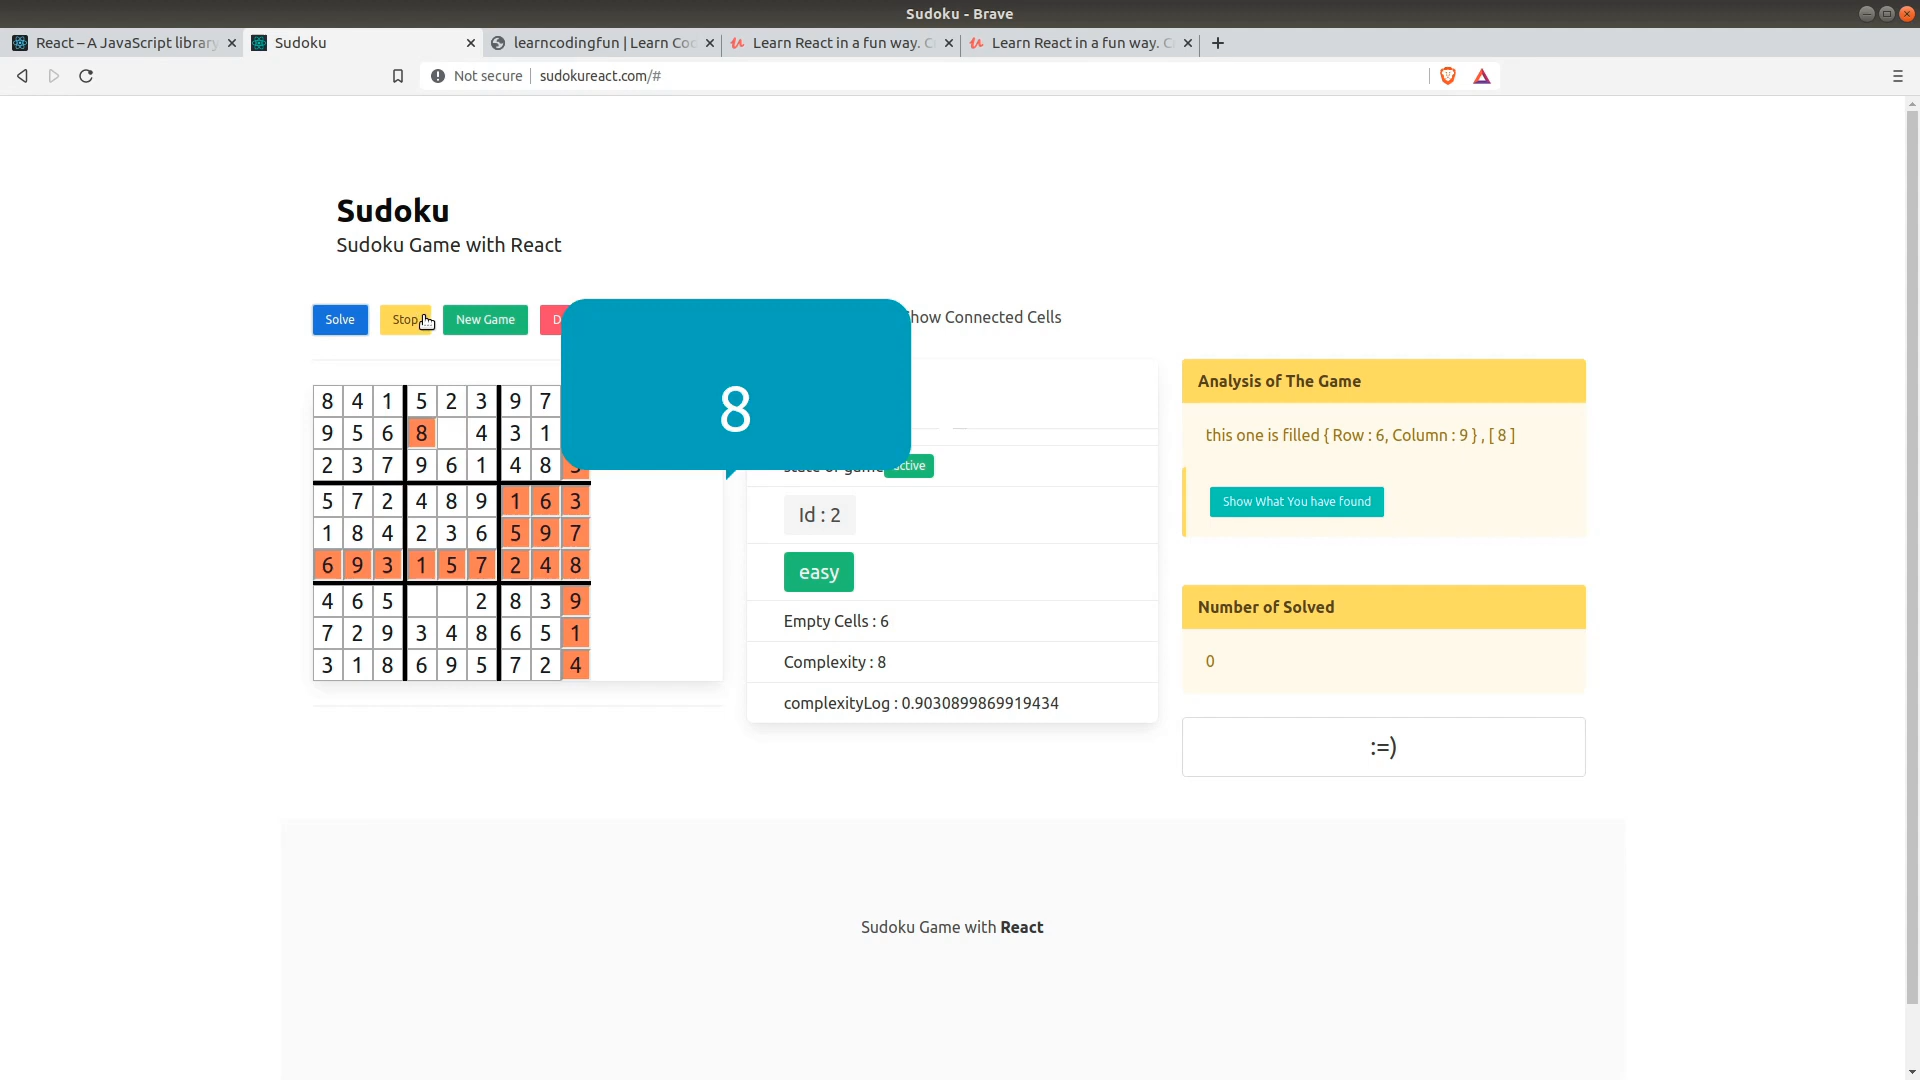 Sudoku - Brave
React – A JavaScript library
Sudoku
learncodingfun | Learn Co
Learn React in a fun way. C
Learn React in a fun way. C
Not secure
sudokureact.com/#
Sudoku
Sudoku Game with React
Solve
Stop
New Game
D
how Connected Cells
8
8 4 1 5 2 3 9 7
9 5 6 8 4 3 1
2 3 7 9 6 1 4 8
5 7 2 4 8 9 1 6 3
1 8 4 2 3 6 5 9 7
6 9 3 1 5 7 2 4 8
4 6 5 2 8 3 9
7 2 9 3 4 8 6 5 1
3 1 8 6 9 5 7 2 4
state of game
active
Id : 2
easy
Empty Cells : 6
Complexity : 8
complexityLog : 0.9030899869919434
Analysis of The Game
this one is filled { Row : 6, Column : 9 } , [ 8 ]
Show What You have found
Number of Solved
0
:=)
Sudoku Game with React